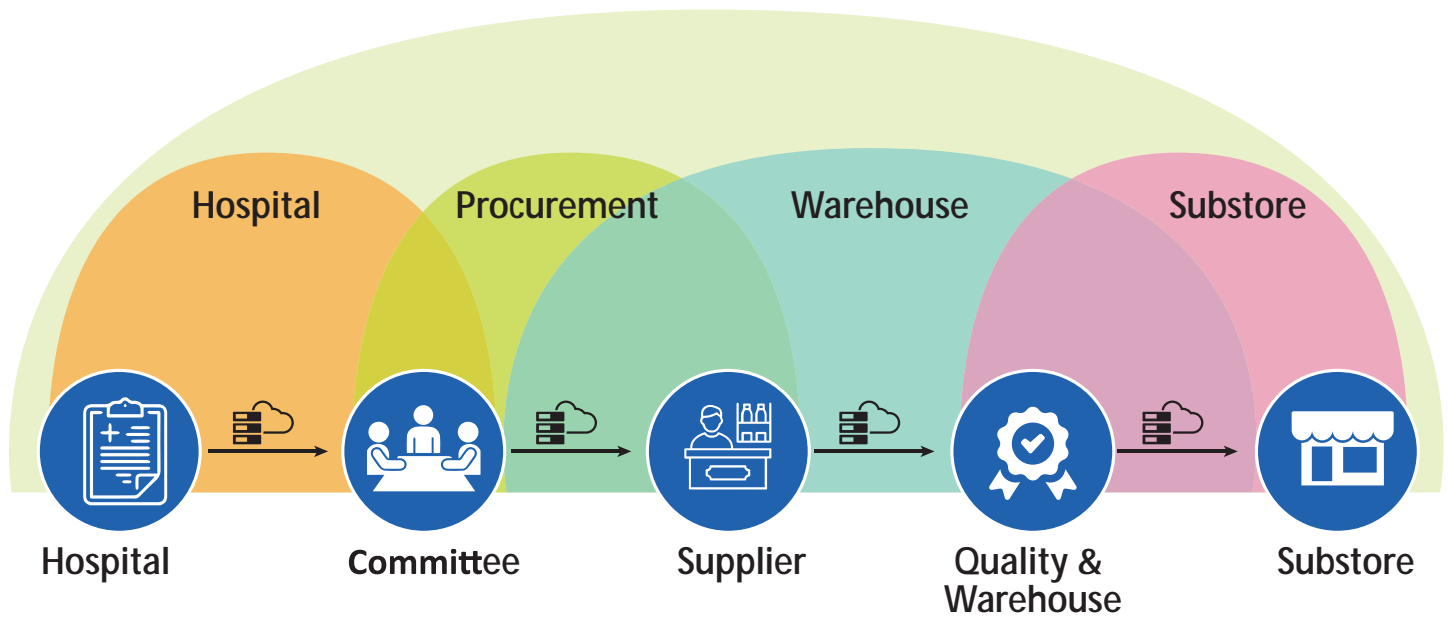 Hospital
Procurement
Warehouse
Substore
Hospital
Committee
Supplier
Quality &
Warehouse
Substore